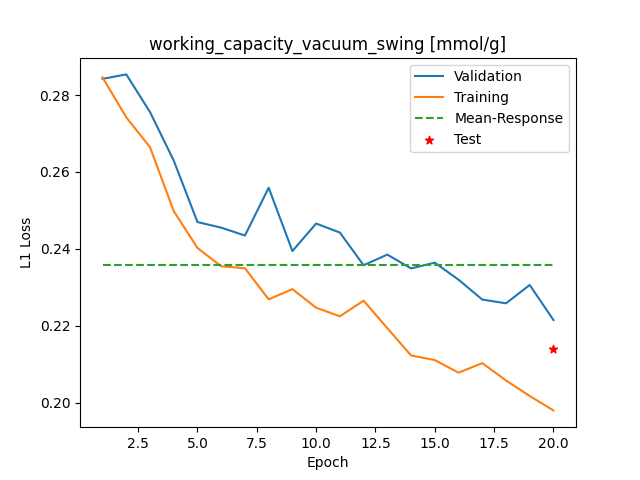 working_capacity_vacuum_swing [mmol/g]
Validation
Training
Mean-Response
Test
L1 Loss
0.28
0.26
0.24
0.22
0.20
2.5 5.0 7.5 10.0 12.5 15.0 17.5 20.0
Epoch